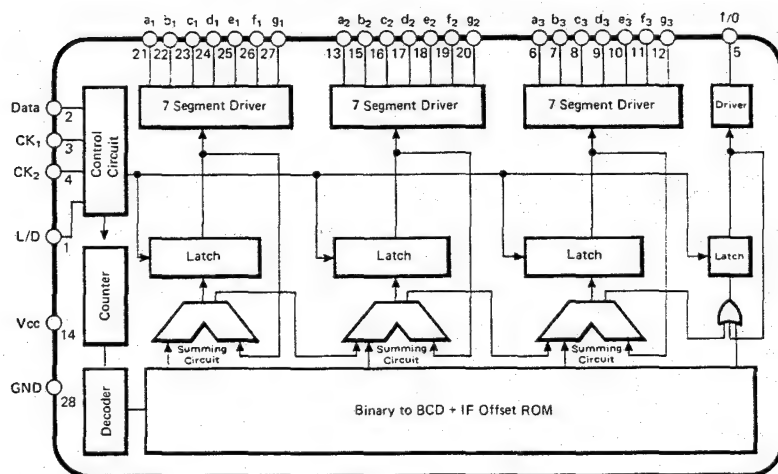 a1 b1 c1 d1 e1 f1 g1 a2 b2 c2 d2 e2 f2 g2 a3 b3 c3 d3 e3 f3 g3 f/0
21 22 23 24 25 26 27 13 15 16 17 18 19 20 6 7 8 9 10 11 12 5
Data
2
CK1
3
CK2
4
L/D
1
Vcc
14
GND
28
Control
Circuit
Counter
Decoder
7 Segment Driver 7 Segment Driver 7 Segment Driver Driver
Latch Latch Latch Latch
Summing
Circuit
Summing
Circuit
Summing
Circuit
Binary to BCD + IF Offset ROM